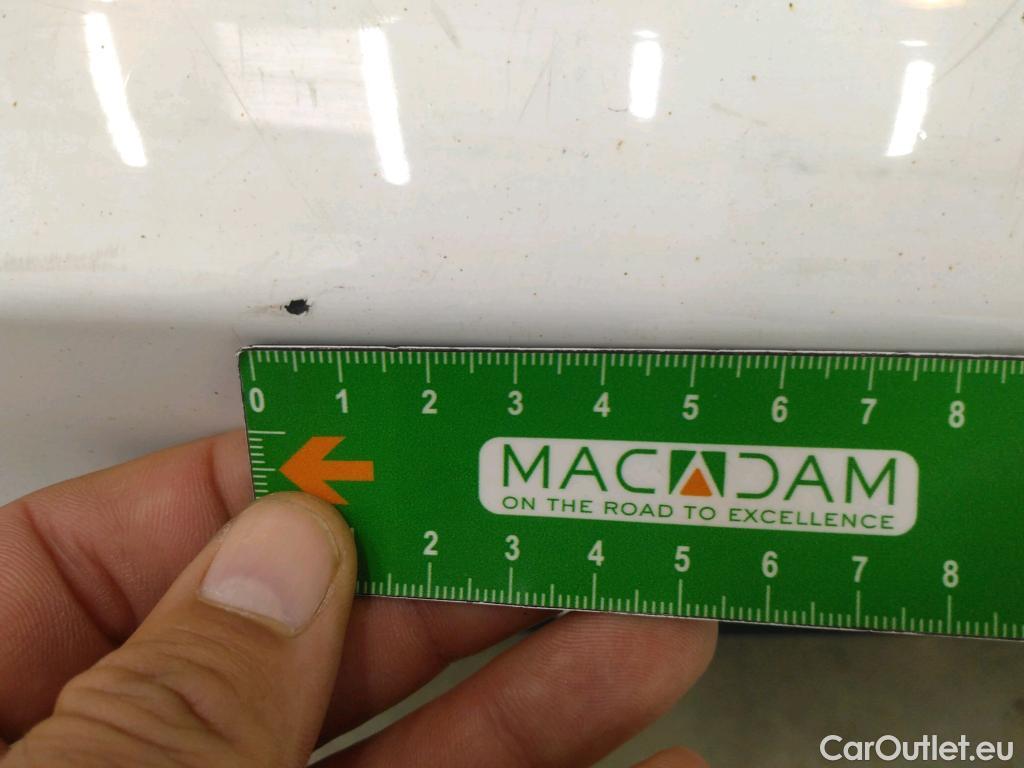 0 1 2 3 4 5 6 7 8
MACADAM
ON THE ROAD TO EXCELLENCE
2 3 4 5 6 7 8
CarOutlet.eu